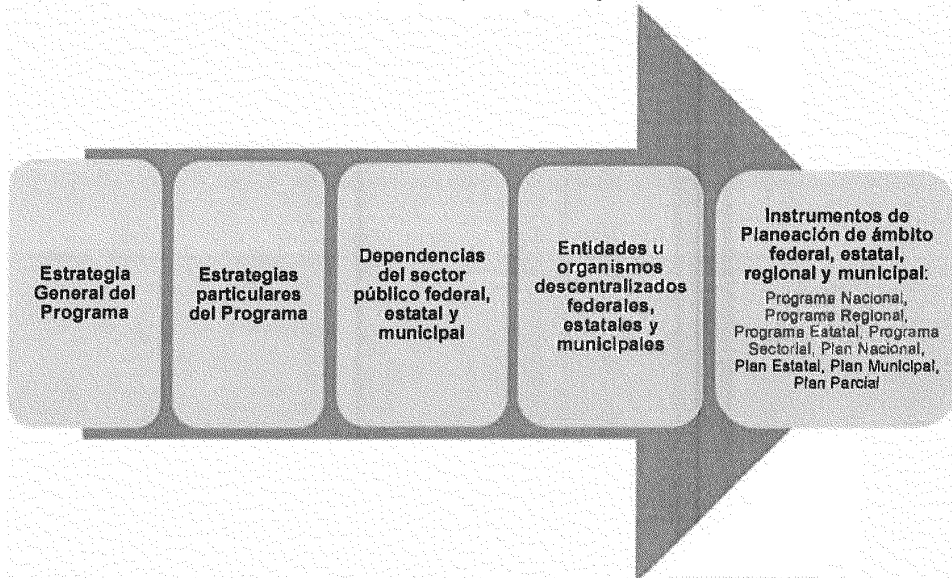 Estrategia
General del
Programa
Estrategias
particulares
del Programa
Dependencias
del sector
público federal,
estatal y
municipal
Entidades u
organismos
descentralizados
federales,
estatales y
municipales
Instrumentos de
Planeación de ámbito
federal, estatal,
regional y municipal:
Programa Nacional,
Programa Regional,
Programa Estatal, Programa
Sectorial, Plan Nacional,
Plan Estatal, Plan Municipal,
Plan Parcial